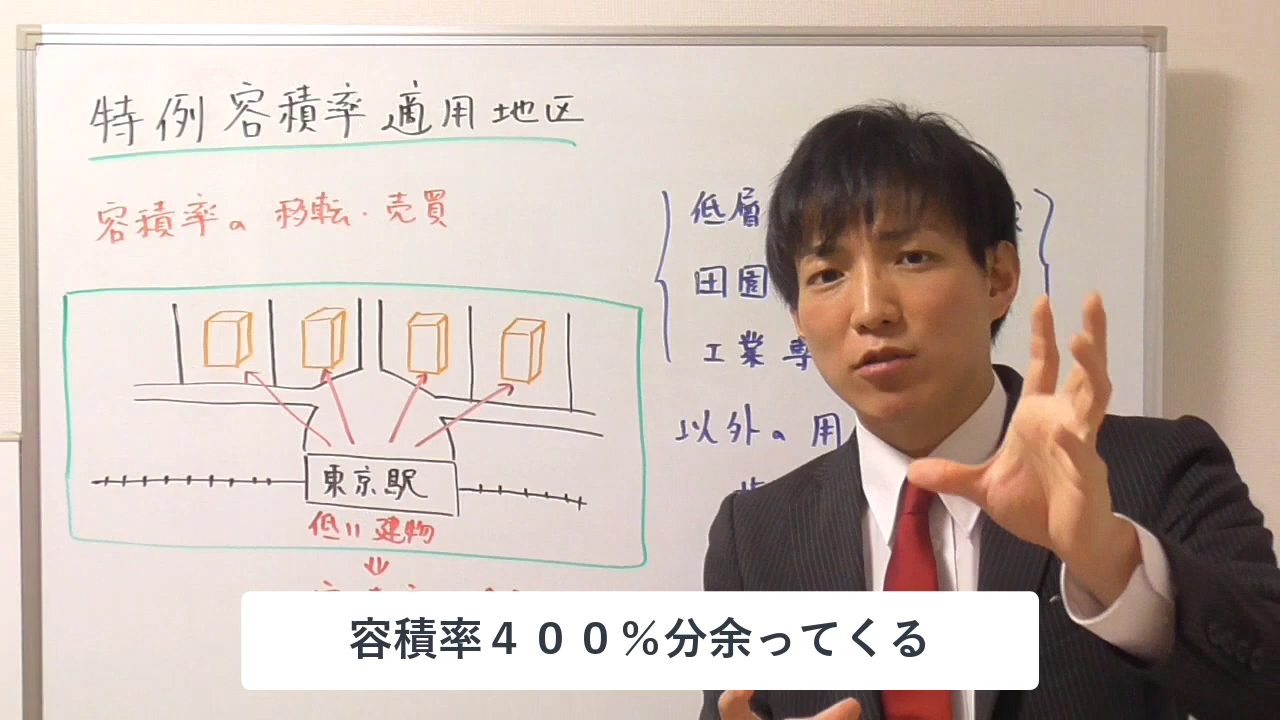 特例容積率適用地区
容積率の移転・売買
低層
田園
工業専
以外の用
東京駅
低い建物
容積率400%分余ってくる